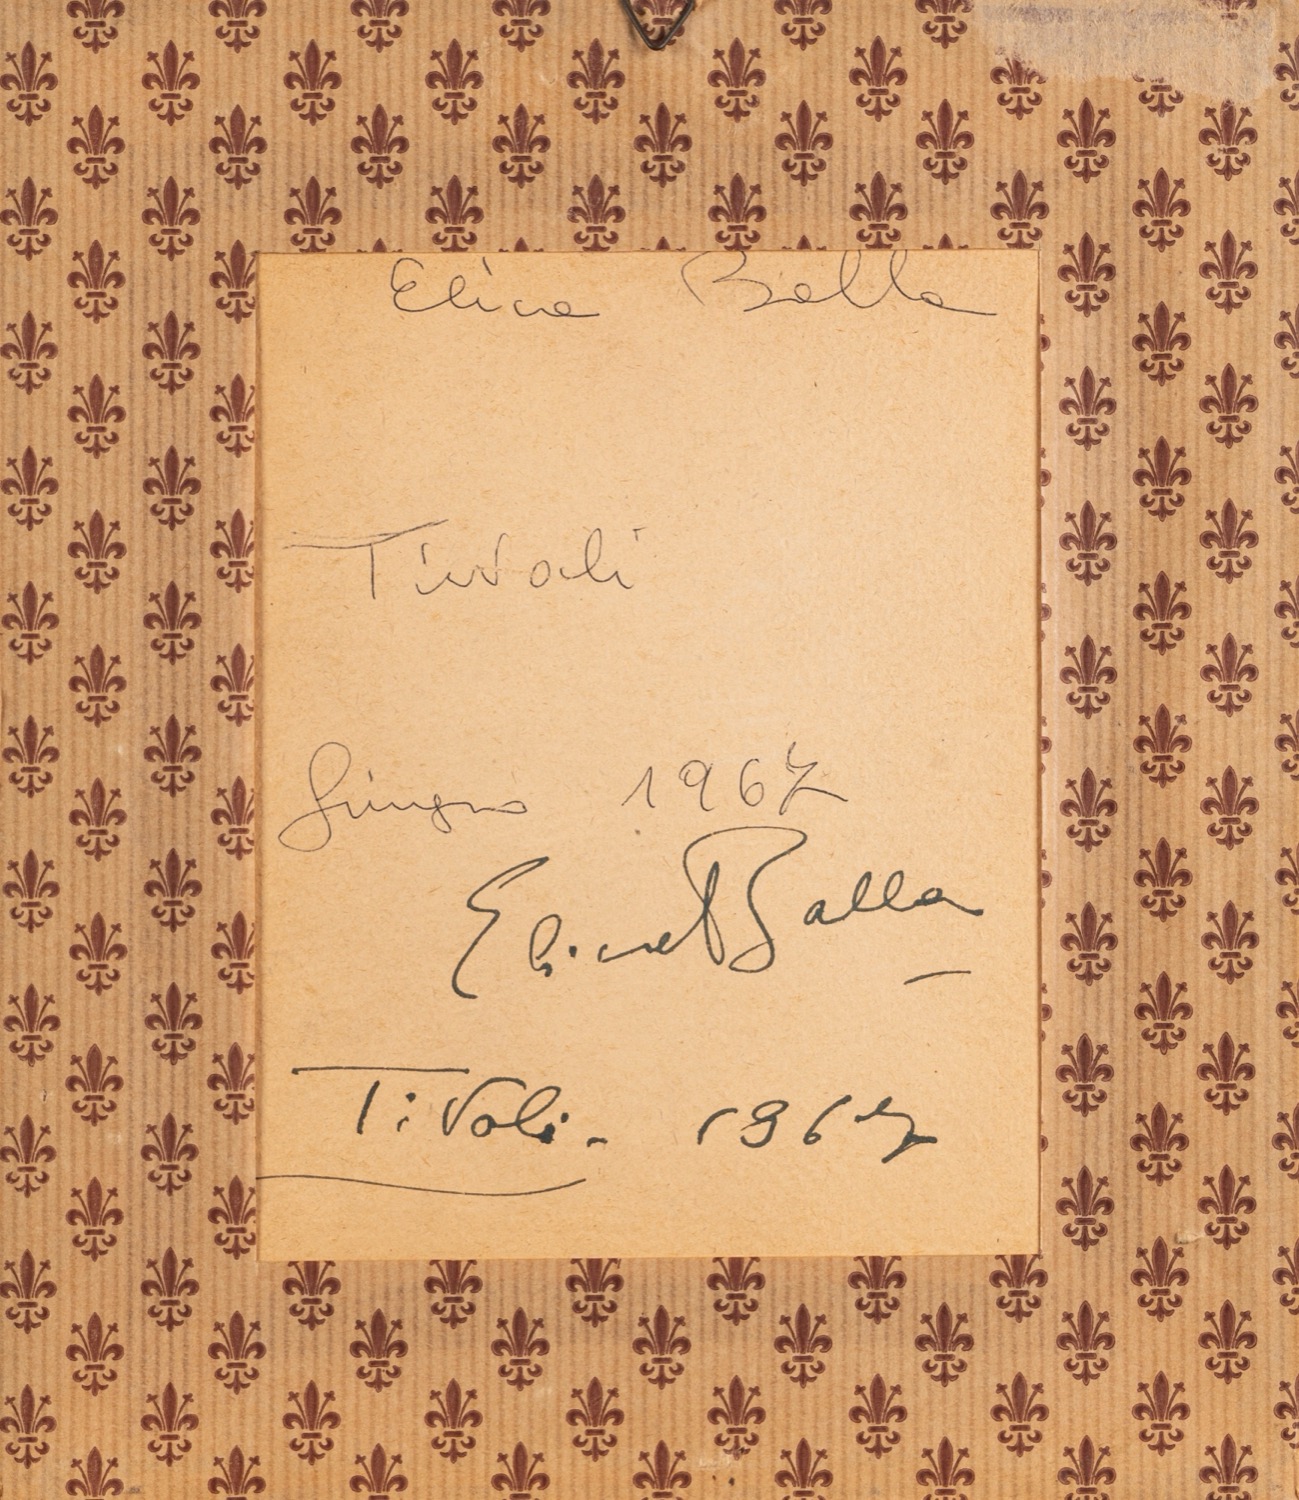 Elica Balla
Tivoli
Giugno 1967
Elica Balla
Tivoli. 1967